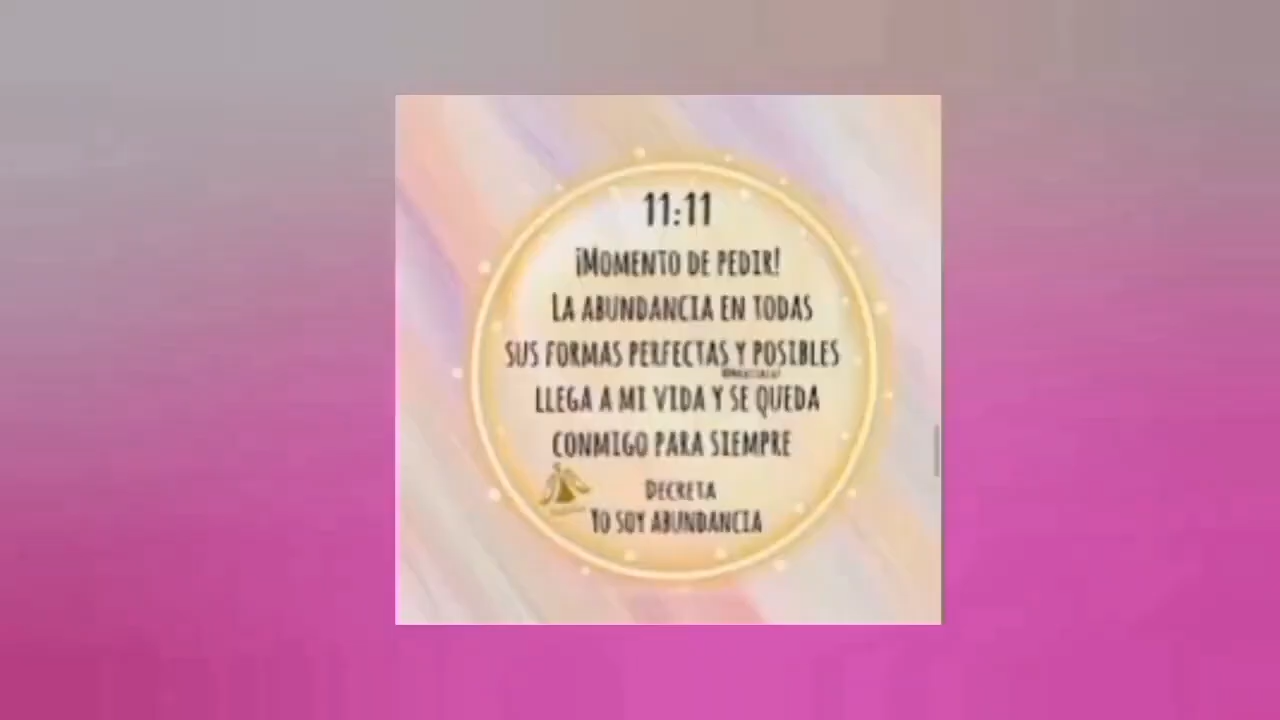 11:11
¡MOMENTO DE PEDIR!
LA ABUNDANCIA EN TODAS
SUS FORMAS PERFECTAS Y POSIBLES
LLEGA A MI VIDA Y SE QUEDA
CONMIGO PARA SIEMPRE
DECRETA
YO SOY ABUNDANCIA